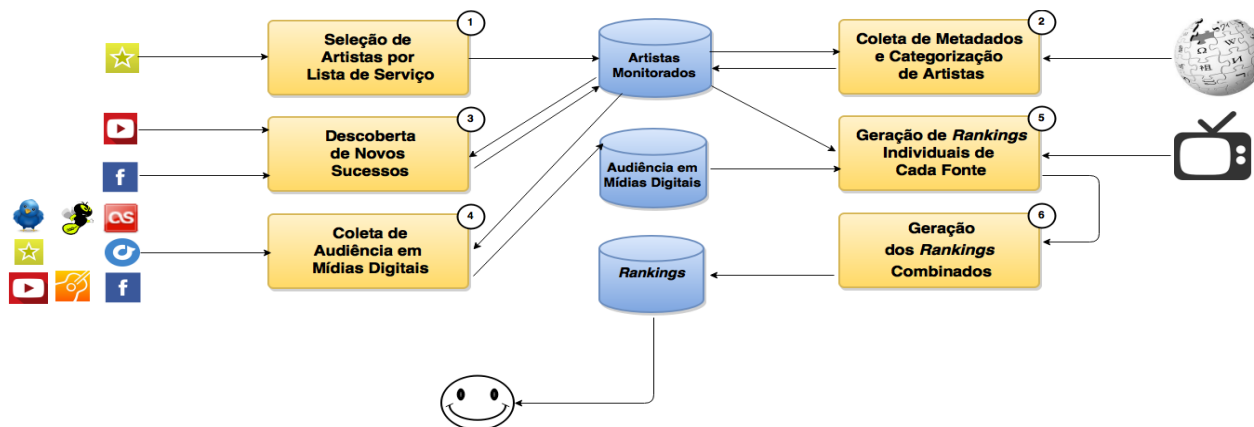 1
Seleção de
Artistas por
Lista de Serviço
Artistas
Monitorados
2
Coleta de Metadados
e Categorização
de Artistas
3
Descoberta
de Novos
Sucessos
Audiência em
Mídias Digitais
5
Geração de Rankings
Individuais de
Cada Fonte
4
Coleta de
Audiência em
Mídias Digitais
Rankings
6
Geração
dos Rankings
Combinados
f
as
f